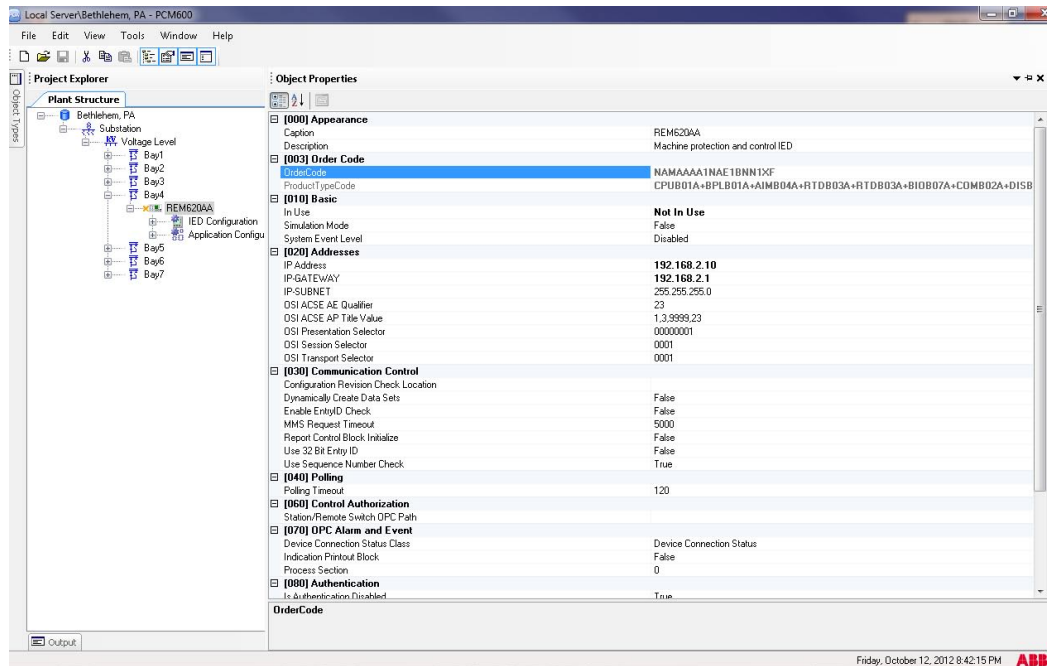 Local Server\Bethlehem, PA - PCM600
File Edit View Tools Window Help
Object Types
Project Explorer
Plant Structure
Bethlehem, PA
Substation
Voltage Level
Bay1
Bay2
Bay3
Bay4
REM620AA
IED Configuration
Application Configu
Bay5
Bay6
Bay7
Output
Object Properties
[000] Appearance
Caption REM620AA
Description Machine protection and control IED
[003] Order Code
OrderCode NAMAAAA1NAE1BNN1XF
ProductTypeCode CPUB01A+BPLB01A+AIMB04A+RTDB03A+RTDB03A+BIOB07A+COMB02A+DISB
[010] Basic
In Use Not In Use
Simulation Mode False
System Event Level Disabled
[020] Addresses
IP Address 192.168.2.10
IP-GATEWAY 192.168.2.1
IP-SUBNET 255.255.255.0
OSI ACSE AE Qualifier 23
OSI ACSE AP Title Value 1,3,9999,23
OSI Presentation Selector 00000001
OSI Session Selector 0001
OSI Transport Selector 0001
[030] Communication Control
Configuration Revision Check Location
Dynamically Create Data Sets False
Enable EntryID Check False
MMS Request Timeout 5000
Report Control Block Initialize False
Use 32 Bit Entry ID False
Use Sequence Number Check True
[040] Polling
Polling Timeout 120
[060] Control Authorization
Station/Remote Switch OPC Path
[070] OPC Alarm and Event
Device Connection Status Class Device Connection Status
Indication Printout Block False
Process Section 0
[080] Authentication
Is Authentication Disabled True
OrderCode
Friday, October 12, 2012 8:42:15 PM ABB